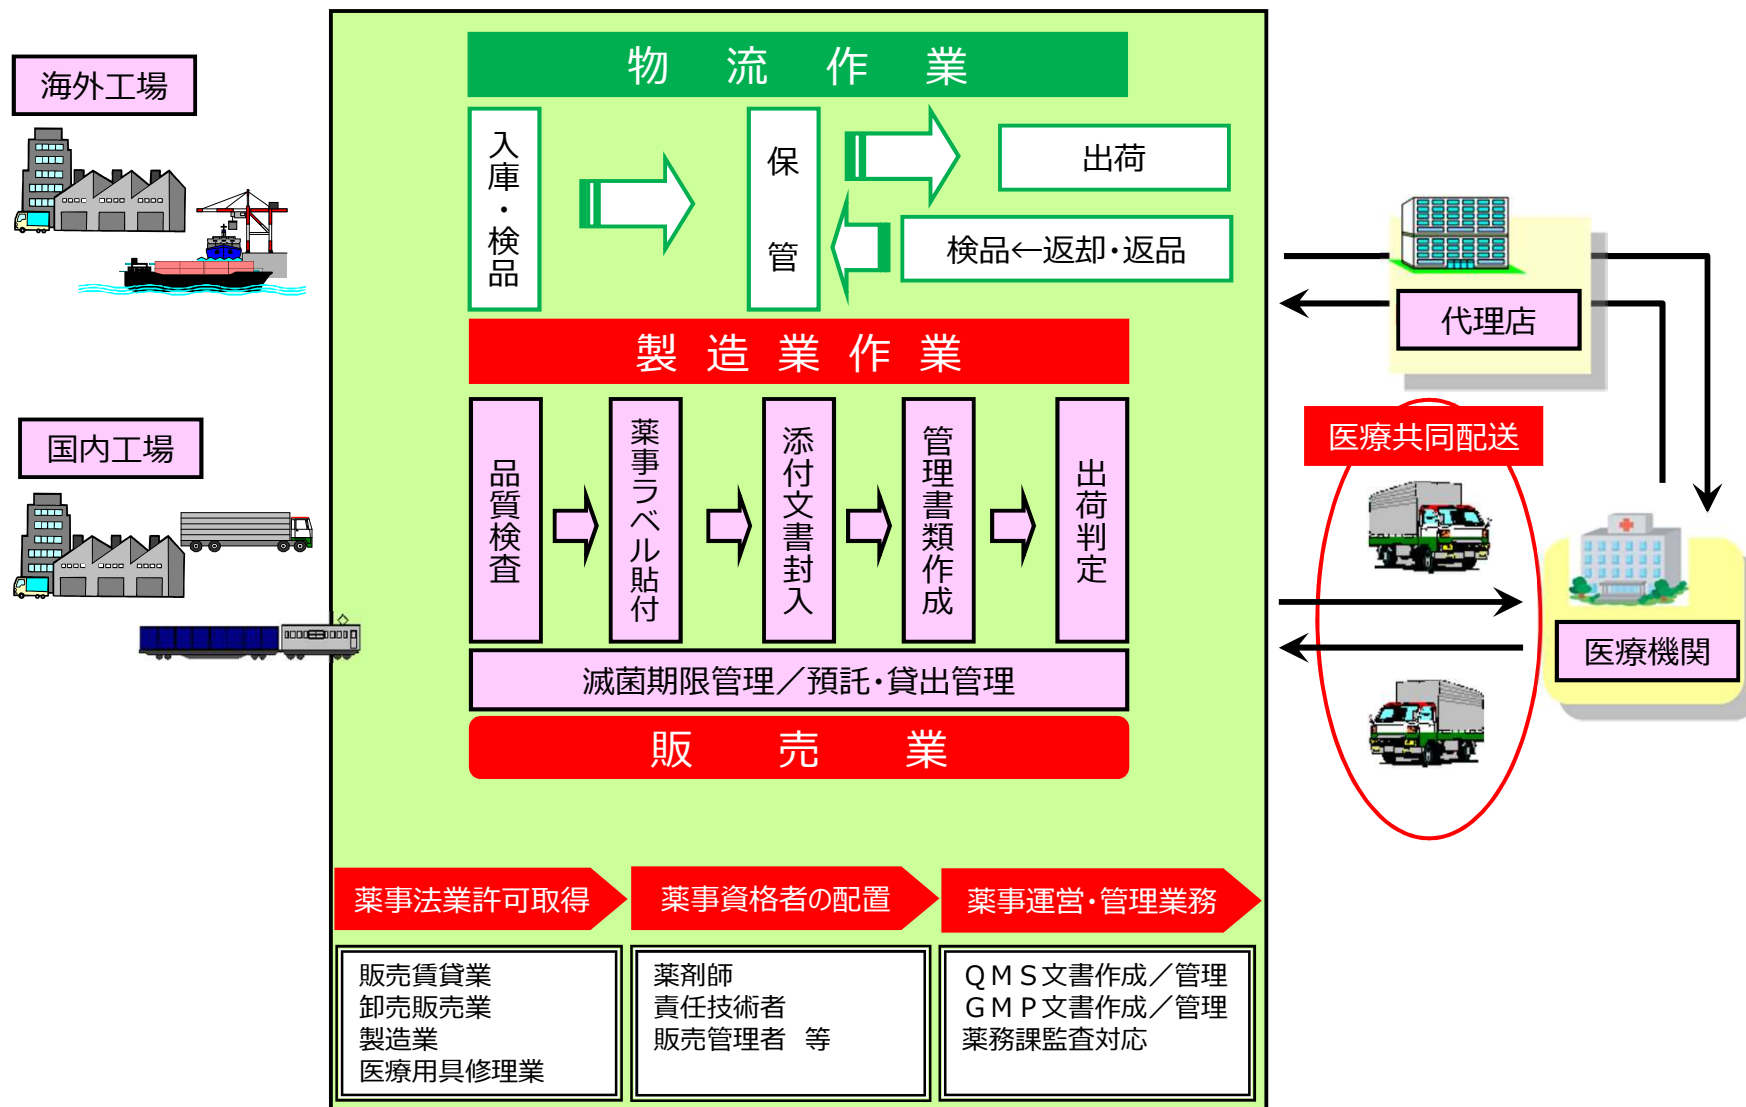 海外工場
国内工場
物流作業
入庫・検品
保管
出荷
検品←返却・返品
製造業作業
品質検査
薬事ラベル貼付
添付文書封入
管理書類作成
出荷判定
滅菌期限管理／預託・貸出管理
販売業
代理店
医療共同配送
医療機関
薬事法業許可取得
販売賃貸業
卸売販売業
製造業
医療用具修理業
薬事資格者の配置
薬剤師
責任技術者
販売管理者　等
薬事運営・管理業務
ＱＭＳ文書作成／管理
ＧＭＰ文書作成／管理
薬務課監査対応